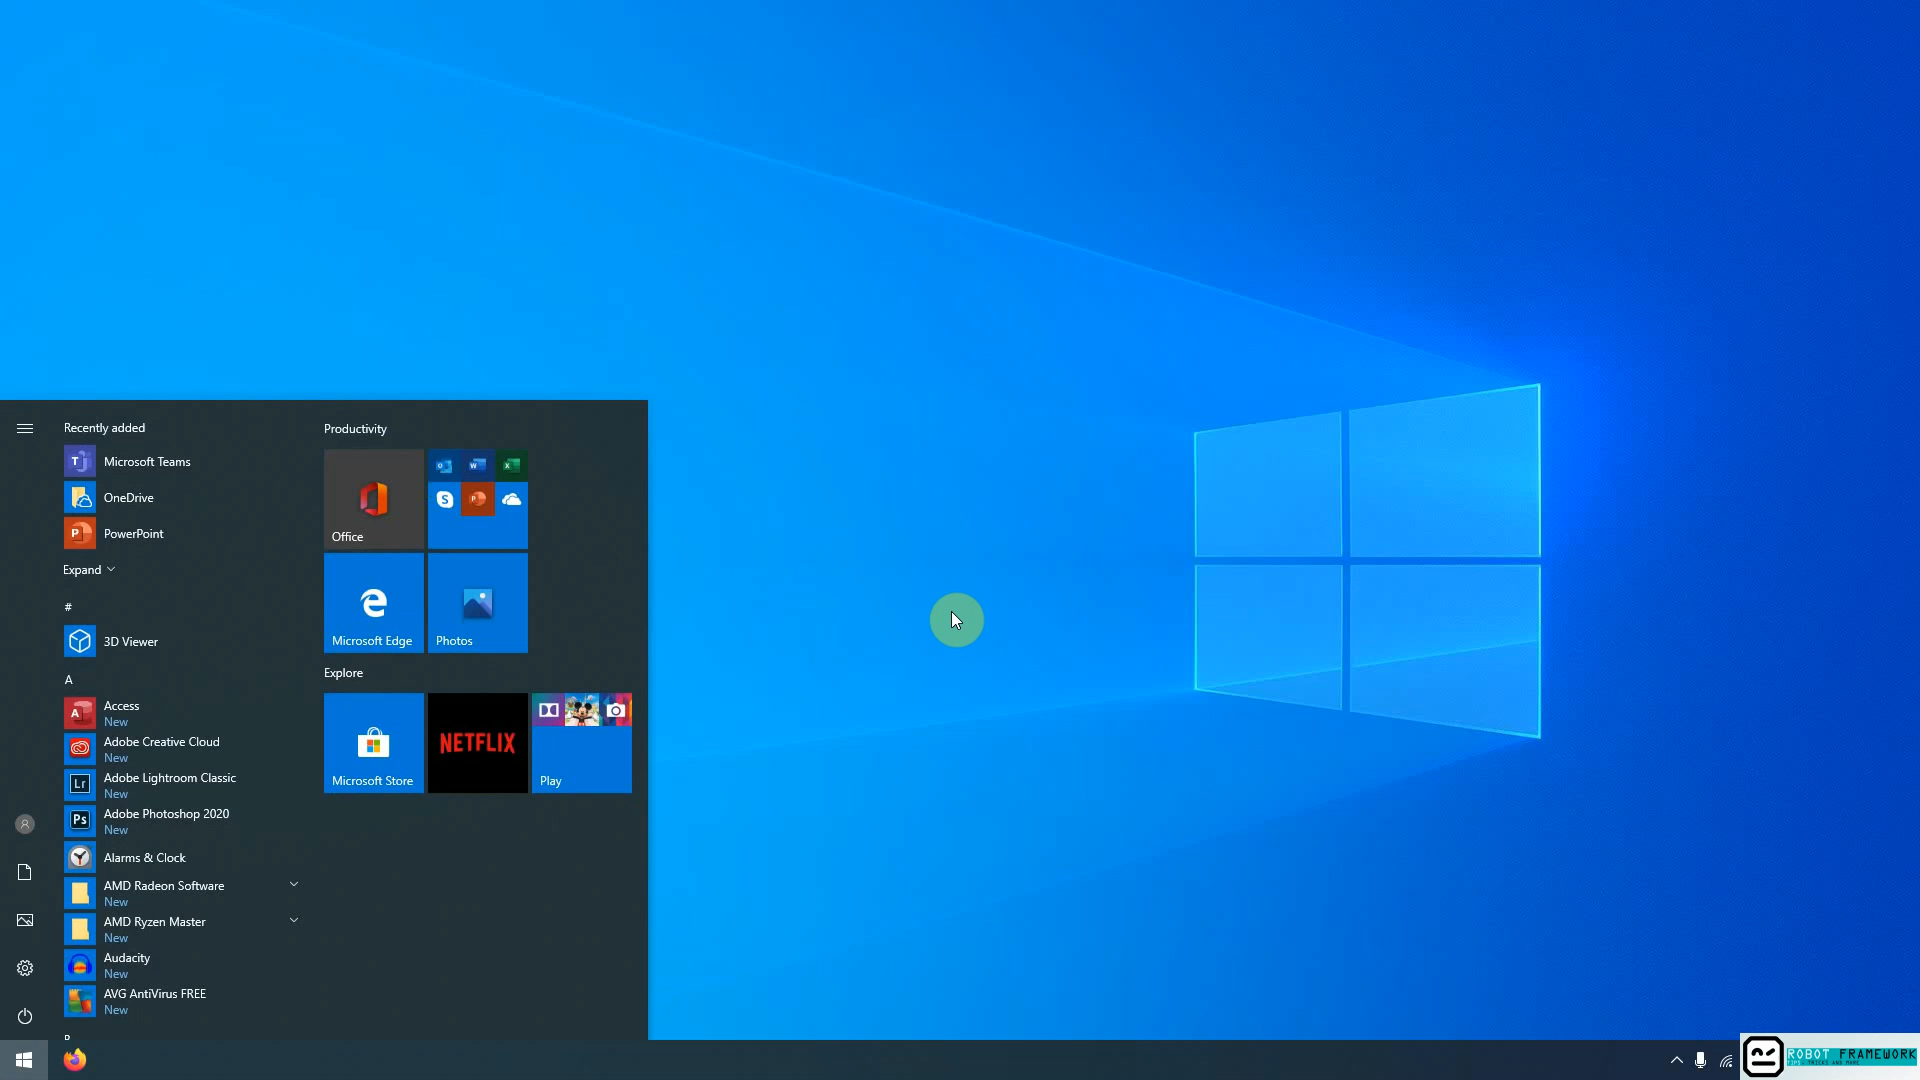 Recently added
Microsoft Teams
OneDrive
PowerPoint
Expand
#
3D Viewer
A
Access
New
Adobe Creative Cloud
New
Adobe Lightroom Classic
New
Adobe Photoshop 2020
New
Alarms & Clock
AMD Radeon Software
New
AMD Ryzen Master
New
Audacity
New
AVG AntiVirus FREE
New
Productivity
Office
Microsoft Edge
Photos
Explore
Microsoft Store
NETFLIX
Play
ROBOT FRAMEWORK